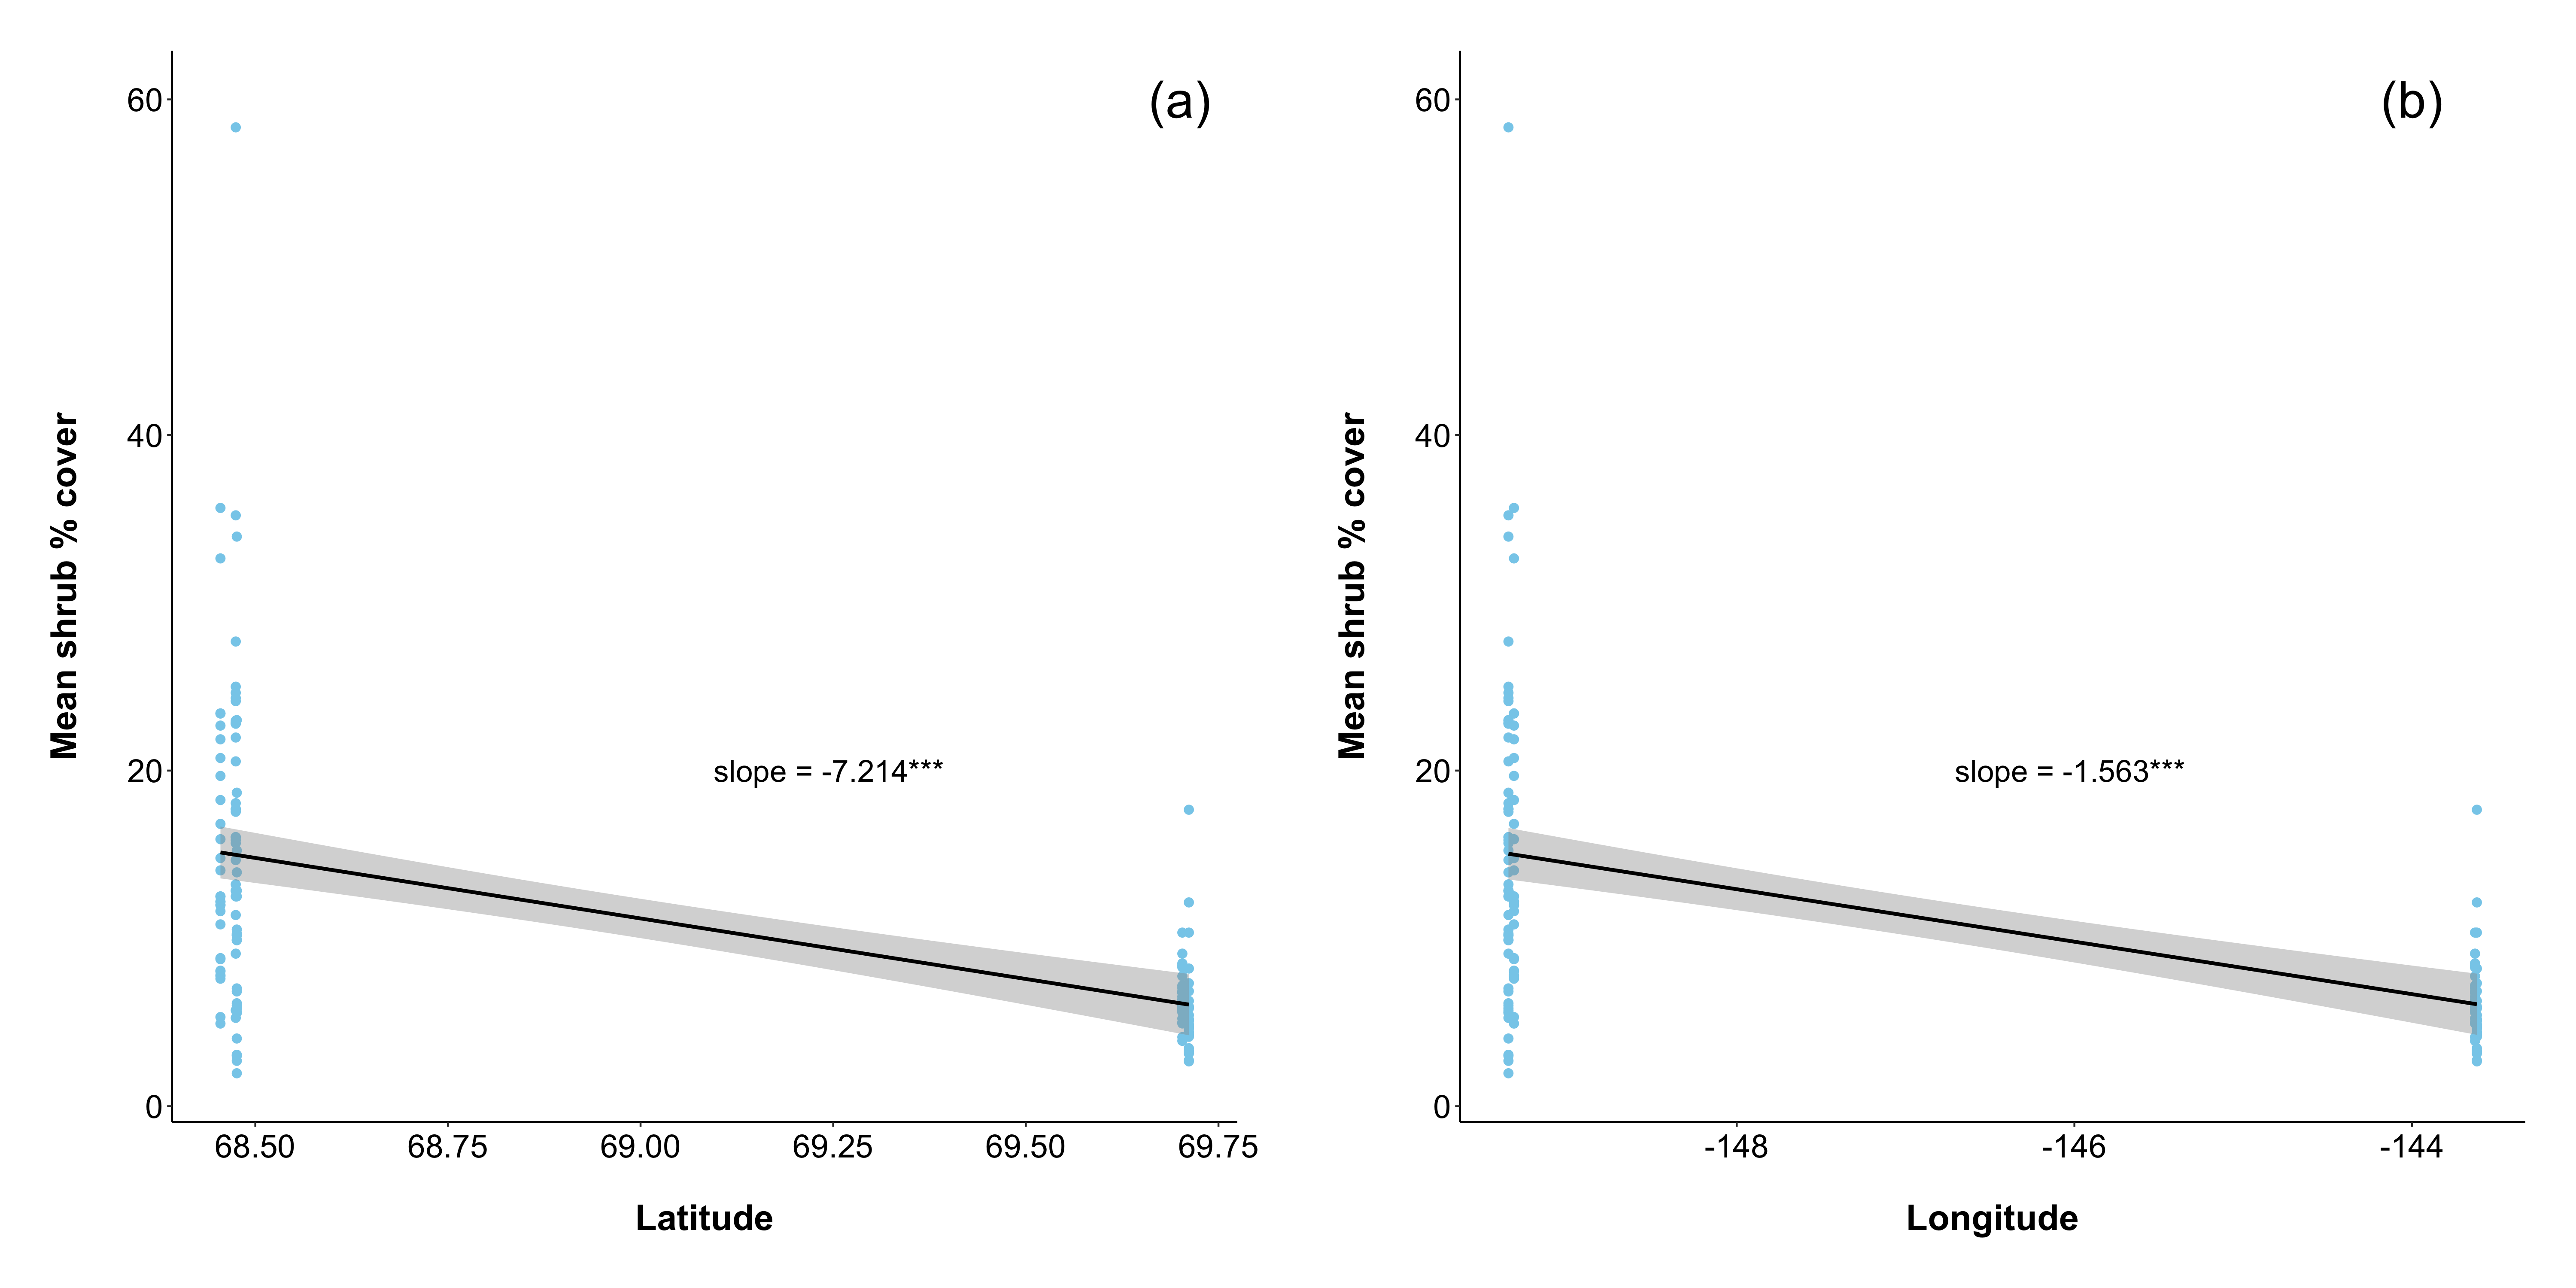 (a)
60
40
20
0
Mean shrub % cover
slope = -7.214***
68.50 68.75 69.00 69.25 69.50 69.75
Latitude
(b)
60
40
20
0
Mean shrub % cover
slope = -1.563***
-148 -146 -144
Longitude